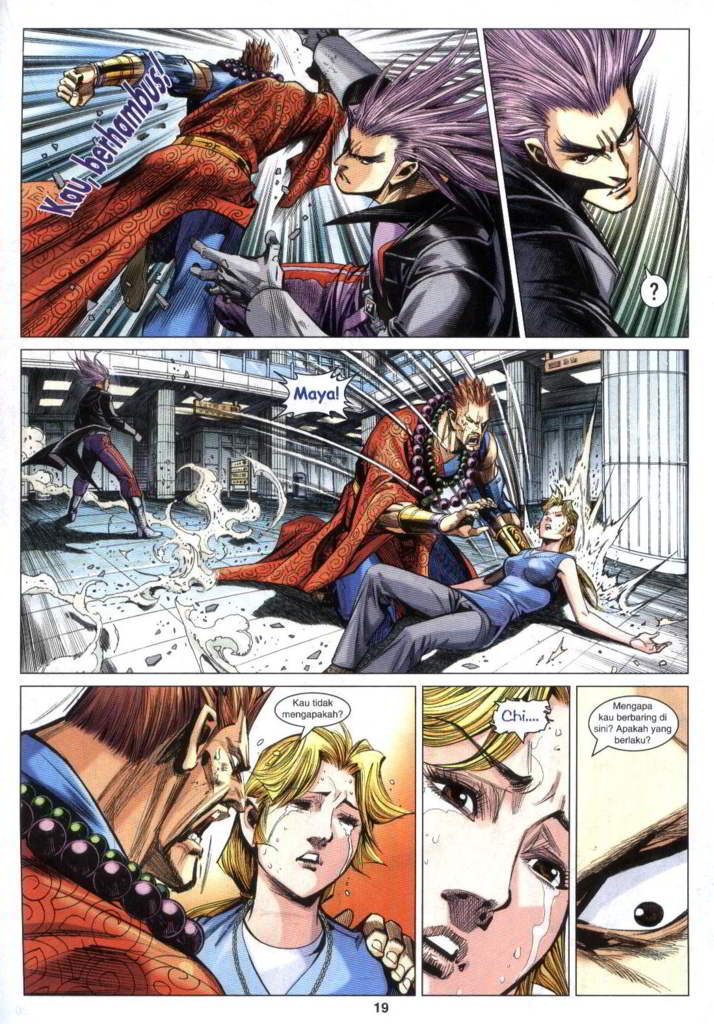 Kau, berhambus!
?
Maya!
Kau tidak
mengapakah?
Chi....
Mengapa
kau berbaring di
sini? Apakah yang
berlaku?
19